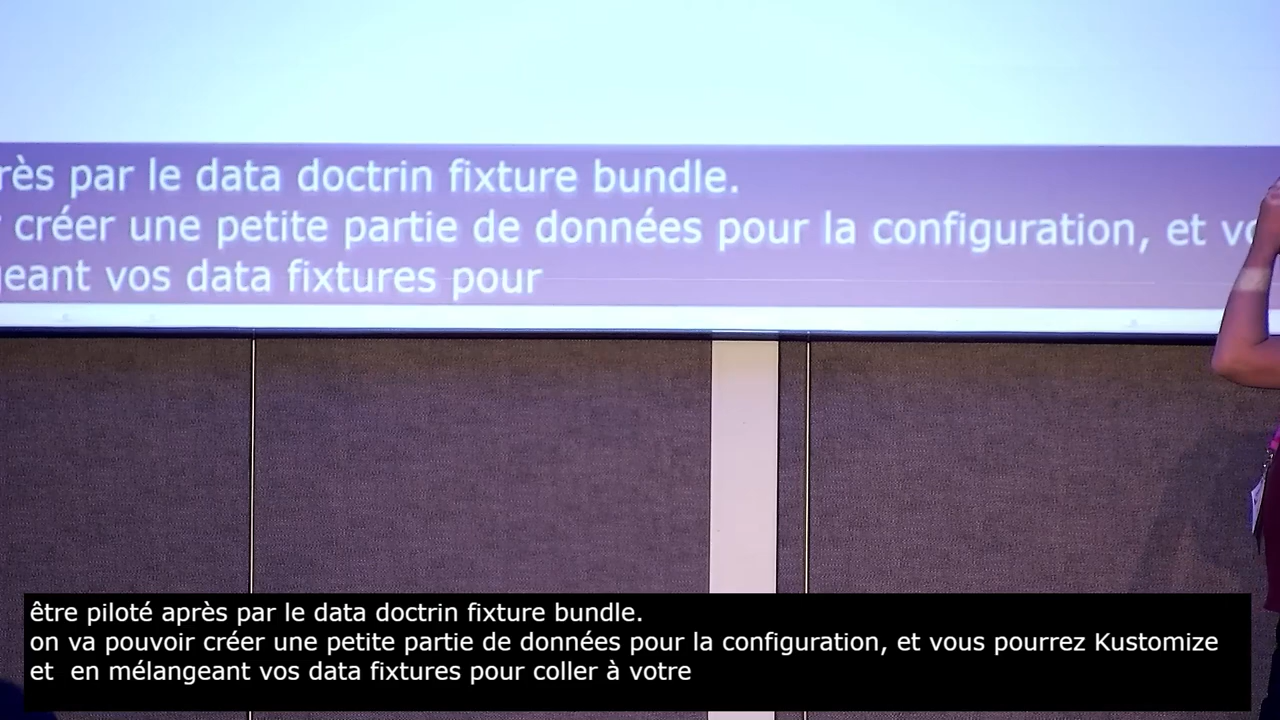 rès par le data doctrin fixture bundle.
créer une petite partie de données pour la configuration, et vo
geant vos data fixtures pour
être piloté après par le data doctrin fixture bundle.
on va pouvoir créer une petite partie de données pour la configuration, et vous pourrez Kustomize
et  en mélangeant vos data fixtures pour coller à votre